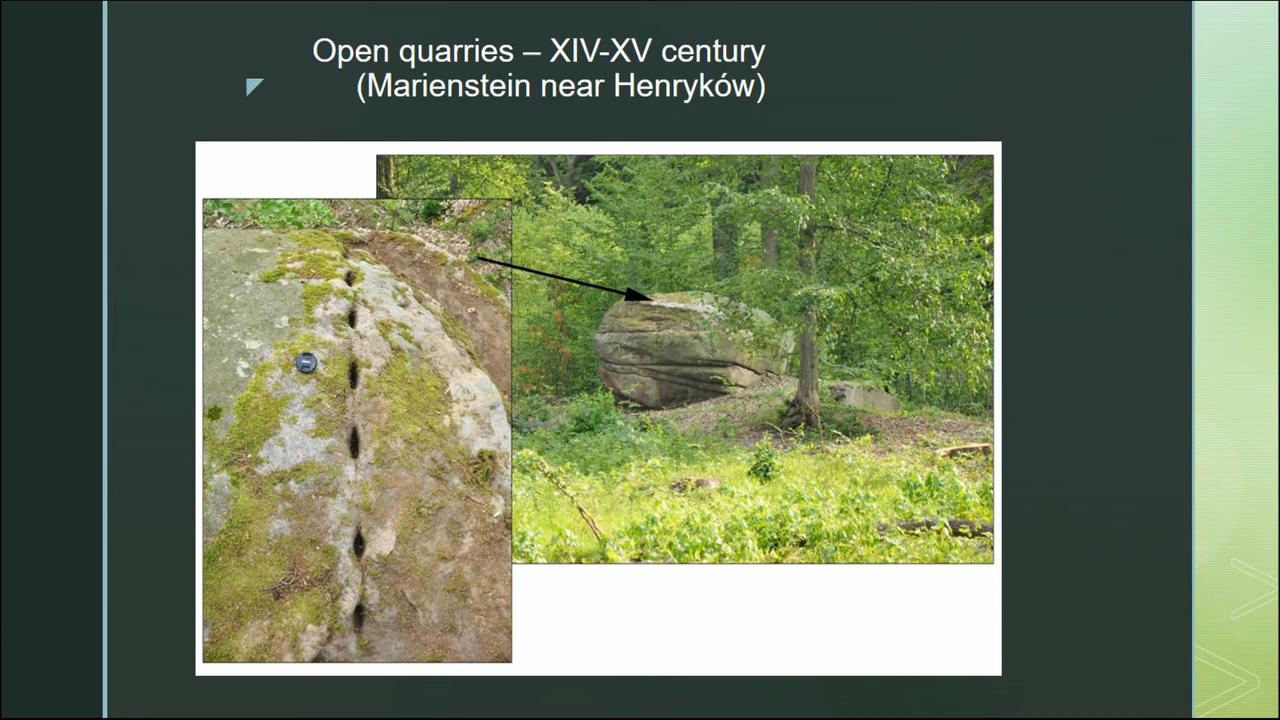 Open quarries – XIV-XV century
(Marienstein near Henryków)